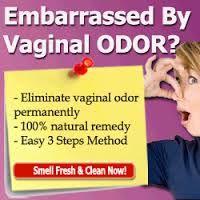 Embarrassed By
Vaginal ODOR?
- Eliminate vaginal odor
permanently
- 100% natural remedy
- Easy 3 Steps Method
Smell Fresh & Clean Now!